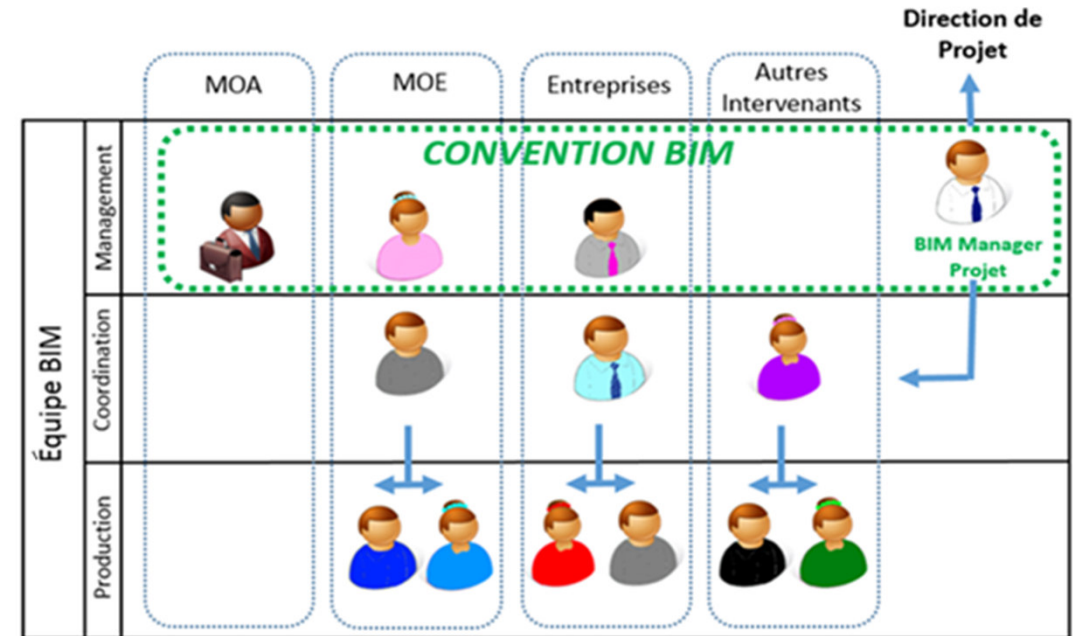 Direction de
Projet
MOA
MOE
Entreprises
Autres
Intervenants
CONVENTION BIM
BIM Manager
Projet
Équipe BIM
Management
Coordination
Production